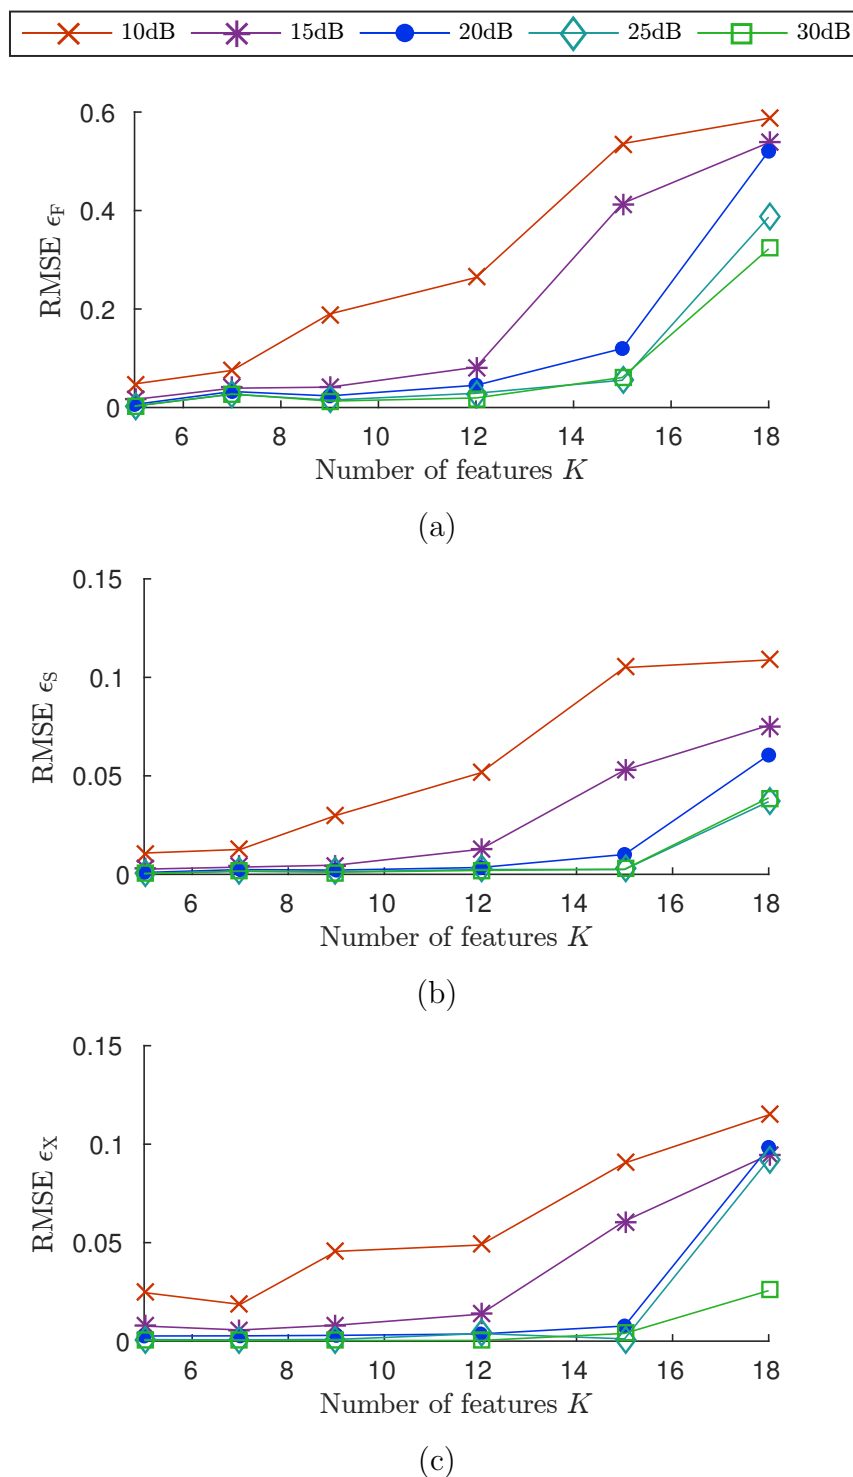 10dB 15dB 20dB 25dB 30dB
0.6
0.4
0.2
0
RMSE ϵF
6 8 10 12 14 16 18
Number of features K
(a)
0.15
0.1
0.05
0
RMSE ϵS
6 8 10 12 14 16 18
Number of features K
(b)
0.15
0.1
0.05
0
RMSE ϵX
6 8 10 12 14 16 18
Number of features K
(c)